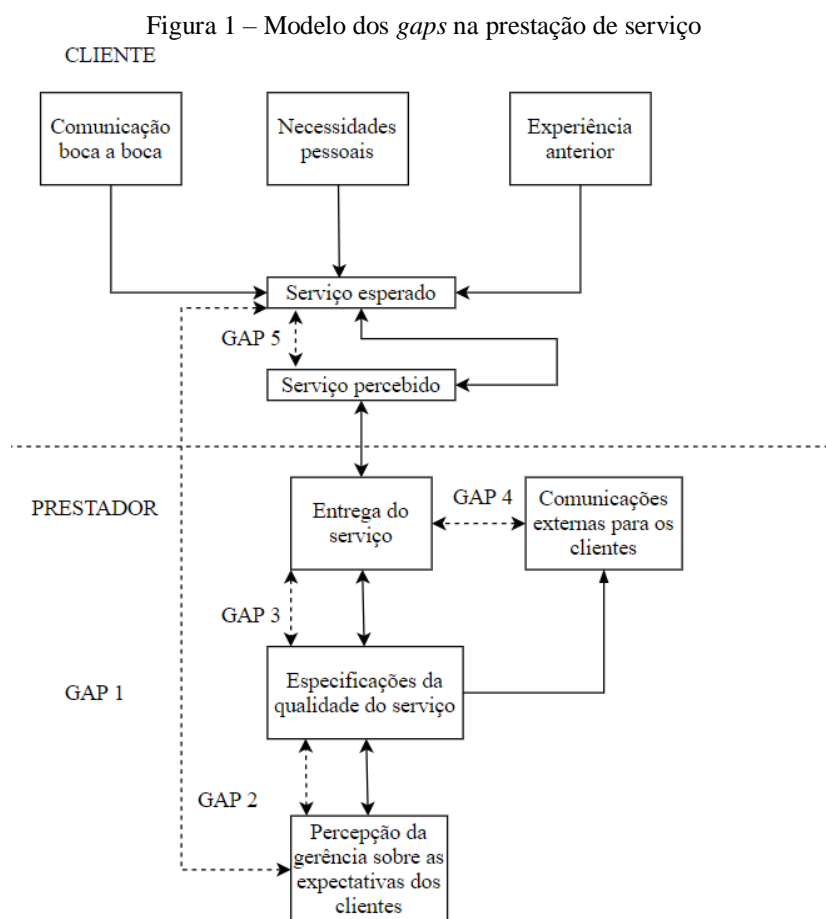 Figura 1 – Modelo dos gaps na prestação de serviço
CLIENTE
Comunicação
boca a boca
Necessidades
pessoais
Experiência
anterior
Serviço esperado
GAP 5
Serviço percebido
PRESTADOR
Entrega do
serviço
GAP 4
Comunicações
externas para os
clientes
GAP 3
Especificações da
qualidade do serviço
GAP 1
GAP 2
Percepção da
gerência sobre as
expectativas dos
clientes